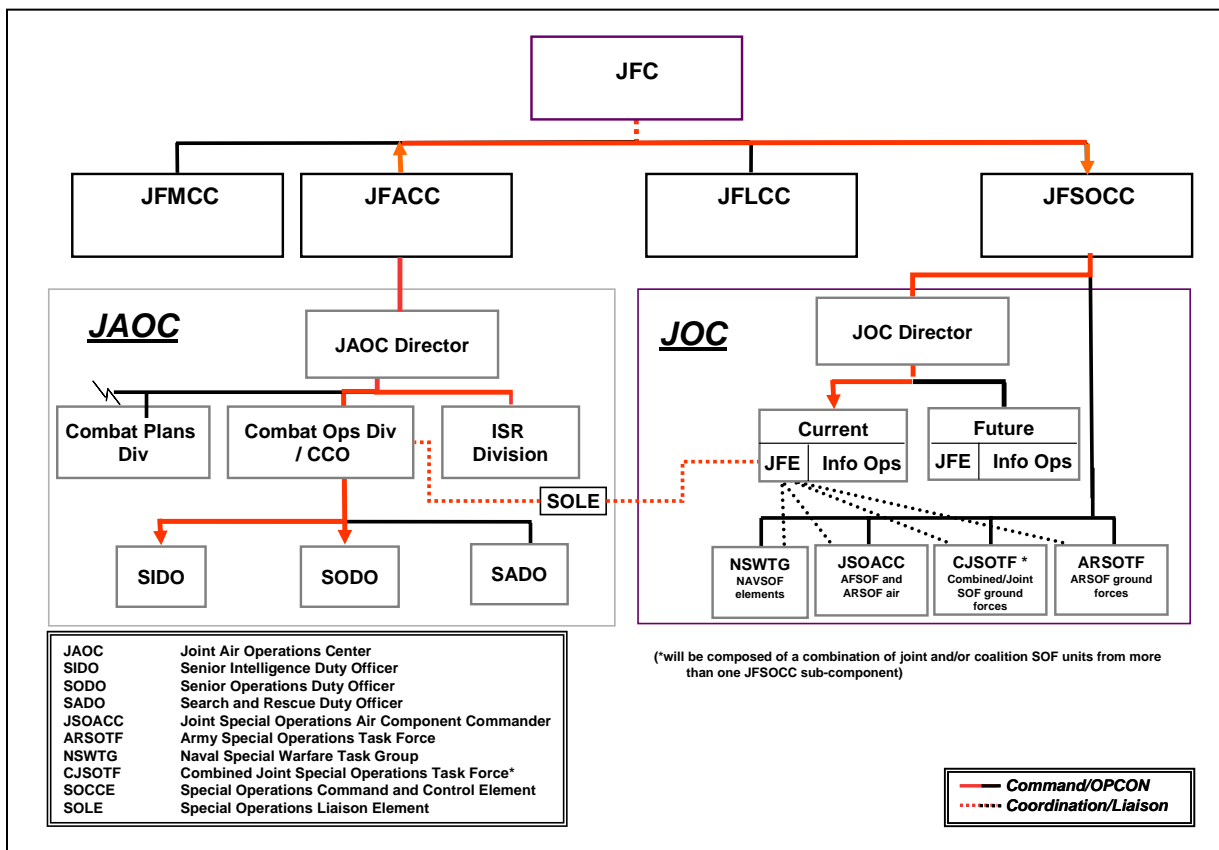 JFC
JFMCC
JFACC
JFLCC
JFSOCC
JAOC
JAOC Director
Combat Plans
Div
Combat Ops Div
/ CCO
ISR
Division
SIDO
SODO
SADO
SOLE
JOC
JOC Director
Current
JFE Info Ops
Future
JFE Info Ops
NSWTG
NAVSOF
elements
JSOACC
AFSOF and
ARSOF air
CJSOTF *
Combined/Joint
SOF ground
forces
ARSOTF
ARSOF ground
forces
JAOC Joint Air Operations Center
SIDO Senior Intelligence Duty Officer
SODO Senior Operations Duty Officer
SADO Search and Rescue Duty Officer
JSOACC Joint Special Operations Air Component Commander
ARSOTF Army Special Operations Task Force
NSWTG Naval Special Warfare Task Group
CJSOTF Combined Joint Special Operations Task Force*
SOCCE Special Operations Command and Control Element
SOLE Special Operations Liaison Element
(*will be composed of a combination of joint and/or coalition SOF units from more
than one JFSOCC sub-component)
Command/OPCON
Coordination/Liaison